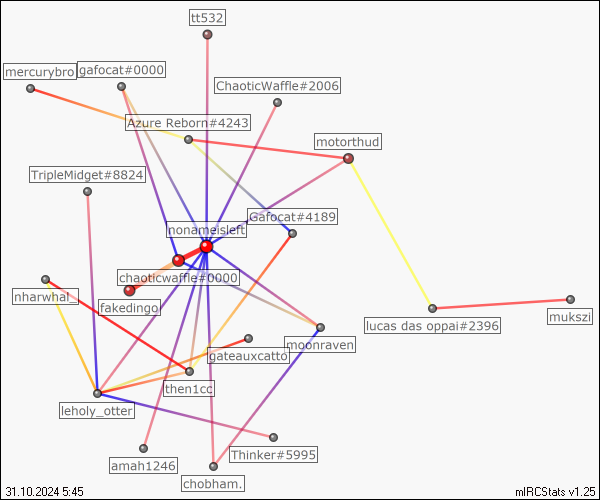 tt532
mercurybro
gafocat#0000
ChaoticWaffle#2006
Azure Reborn#4243
motorthud
TripleMidget#8824
nonameisleft
Gafocat#4189
chaoticwaffle#0000
nharwhal_
fakedingo
lucas das oppai#2396
mukszi
moonraven
gateauxcatto
then1cc
leholy_otter
Thinker#5995
amah1246
chobham.
31.10.2024 5:45
mIRCStats v1.25